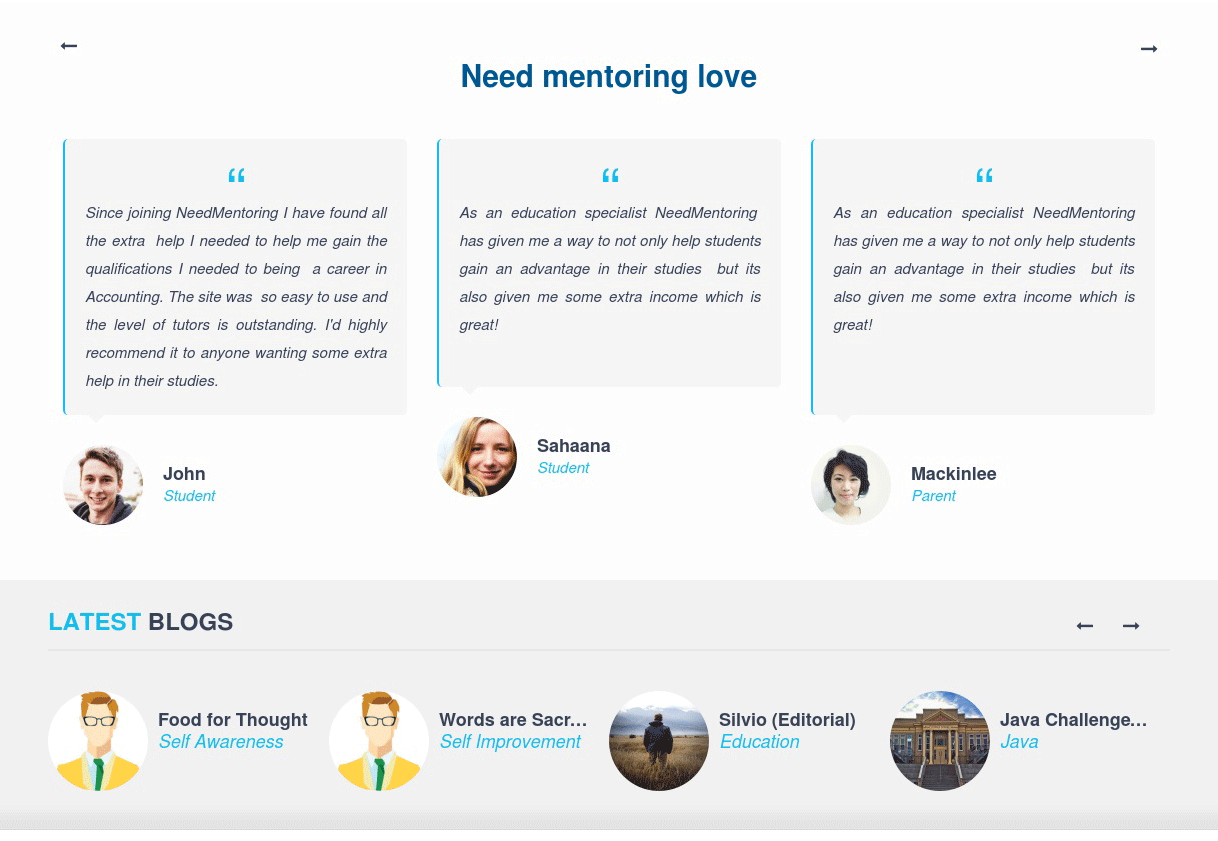 Need mentoring love
“
Since joining NeedMentoring I have found all
the extra help I needed to help me gain the
qualifications I needed to being a career in
Accounting. The site was so easy to use and
the level of tutors is outstanding. I'd highly
recommend it to anyone wanting some extra
help in their studies.
John
Student
“
As an education specialist NeedMentoring
has given me a way to not only help students
gain an advantage in their studies but its
also given me some extra income which is
great!
Sahaana
Student
“
As an education specialist NeedMentoring
has given me a way to not only help students
gain an advantage in their studies but its
also given me some extra income which is
great!
Mackinlee
Parent
LATEST BLOGS
Food for Thought
Self Awareness
Words are Sacr...
Self Improvement
Silvio (Editorial)
Education
Java Challenge...
Java